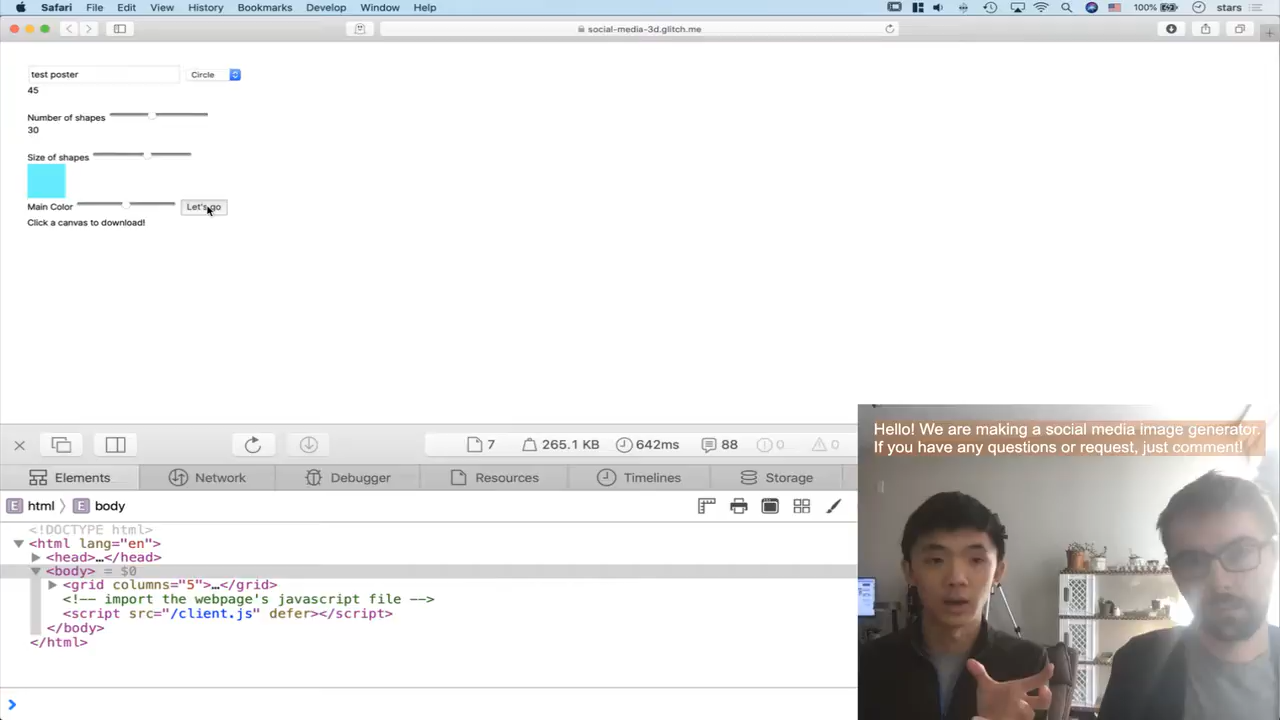 Safari File Edit View History Bookmarks Develop Window Help 100% stars
social-media-3d.glitch.me
test poster Circle
45
Number of shapes
30
Size of shapes
Main Color Let's go
Click a canvas to download!
7 265.1 KB 642ms 88 0 0
Elements Network Debugger Resources Timelines Storage
E html E body
<!DOCTYPE html>
<html lang="en">
<head>…</head>
<body> = $0
<grid columns="5">…</grid>
<!-- import the webpage's javascript file -->
<script src="/client.js" defer></script>
</body>
</html>
Hello! We are making a social media image generator.
If you have any questions or request, just comment!